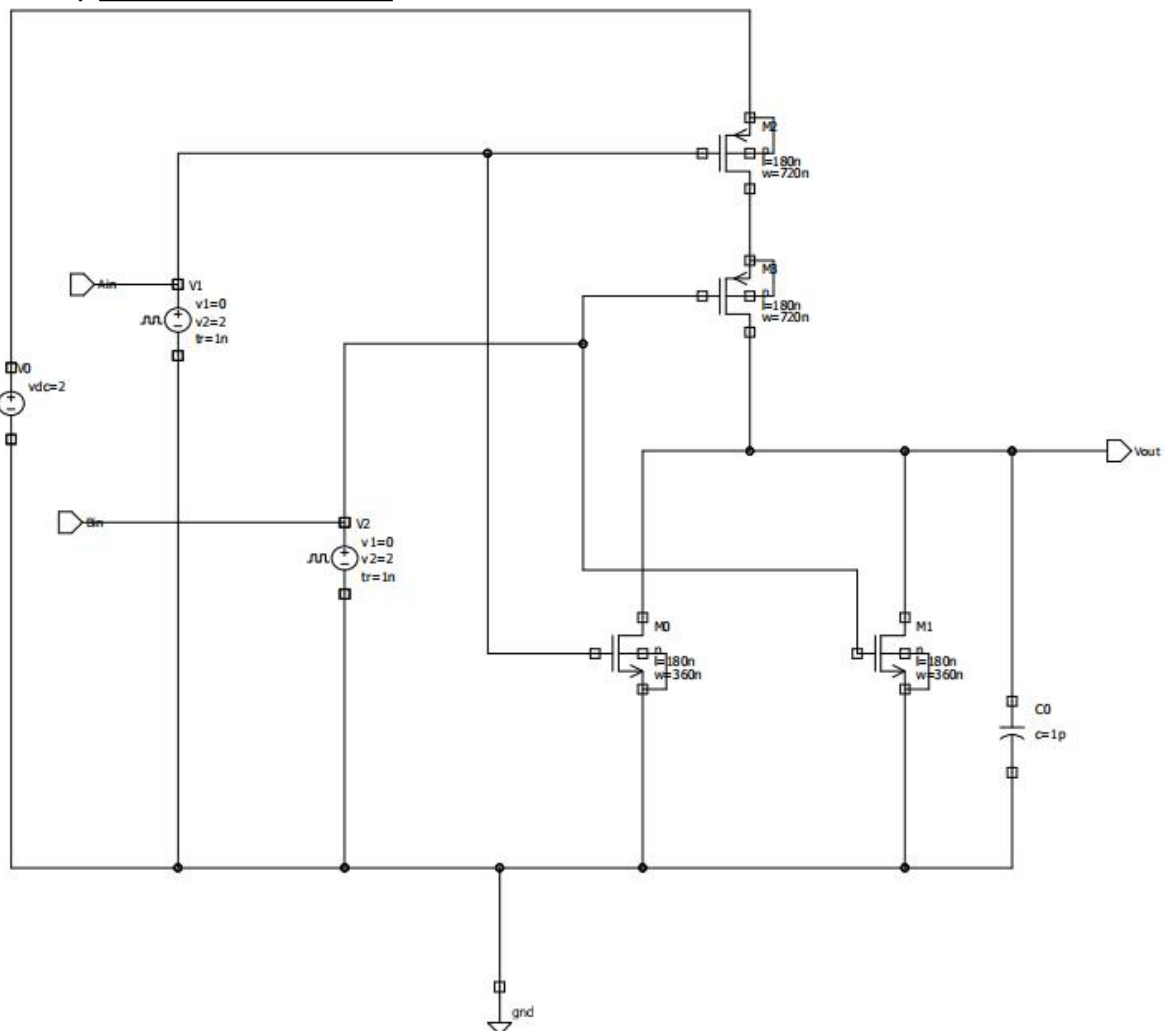 M2
l=180n
w=720n
M3
l=180n
w=720n
Ain
V1
v1=0
v2=2
tr=1n
V0
vdc=2
Vout
Bin
V2
v1=0
v2=2
tr=1n
M0
n
l=180n
w=360n
M1
n
l=180n
w=360n
C0
c=1p
gnd